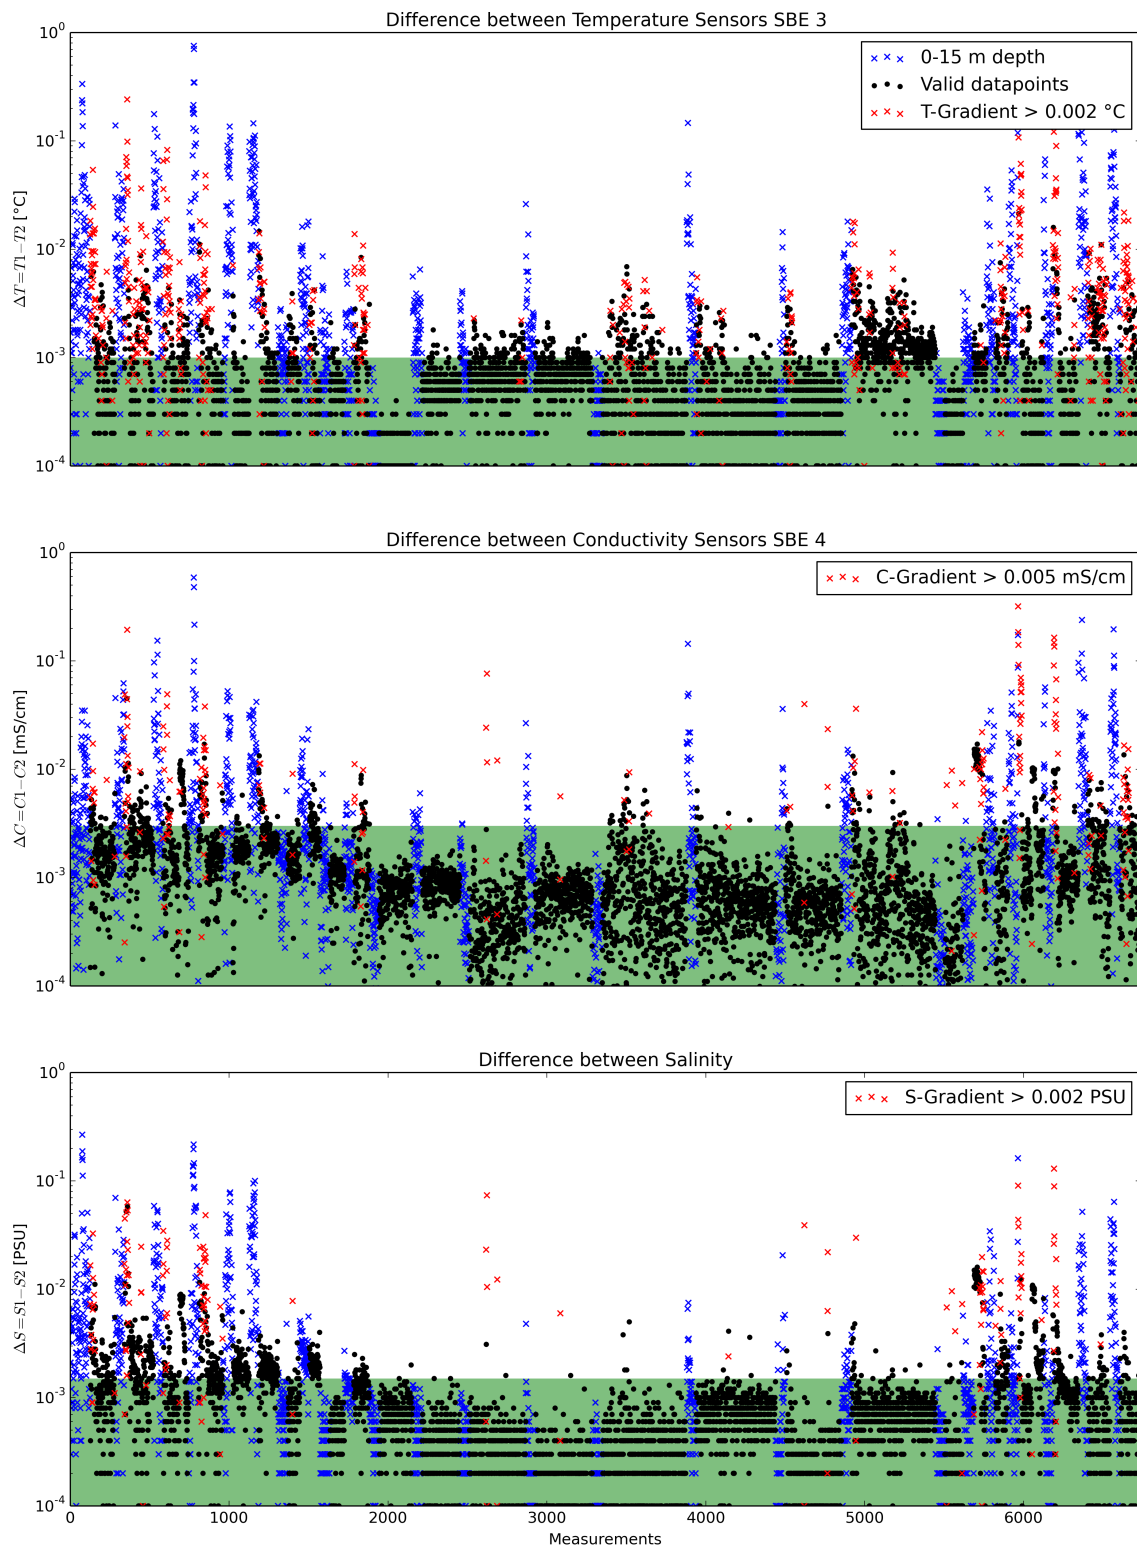 Difference between Temperature Sensors SBE 3
10^0
10^-1
10^-2
10^-3
10^-4
ΔT=T1−T2 [°C]
0-15 m depth
Valid datapoints
T-Gradient > 0.002 °C
Difference between Conductivity Sensors SBE 4
10^0
10^-1
10^-2
10^-3
10^-4
ΔC=C1−C2 [mS/cm]
C-Gradient > 0.005 mS/cm
Difference between Salinity
10^0
10^-1
10^-2
10^-3
10^-4
ΔS=S1−S2 [PSU]
S-Gradient > 0.002 PSU
0 1000 2000 3000 4000 5000 6000
Measurements